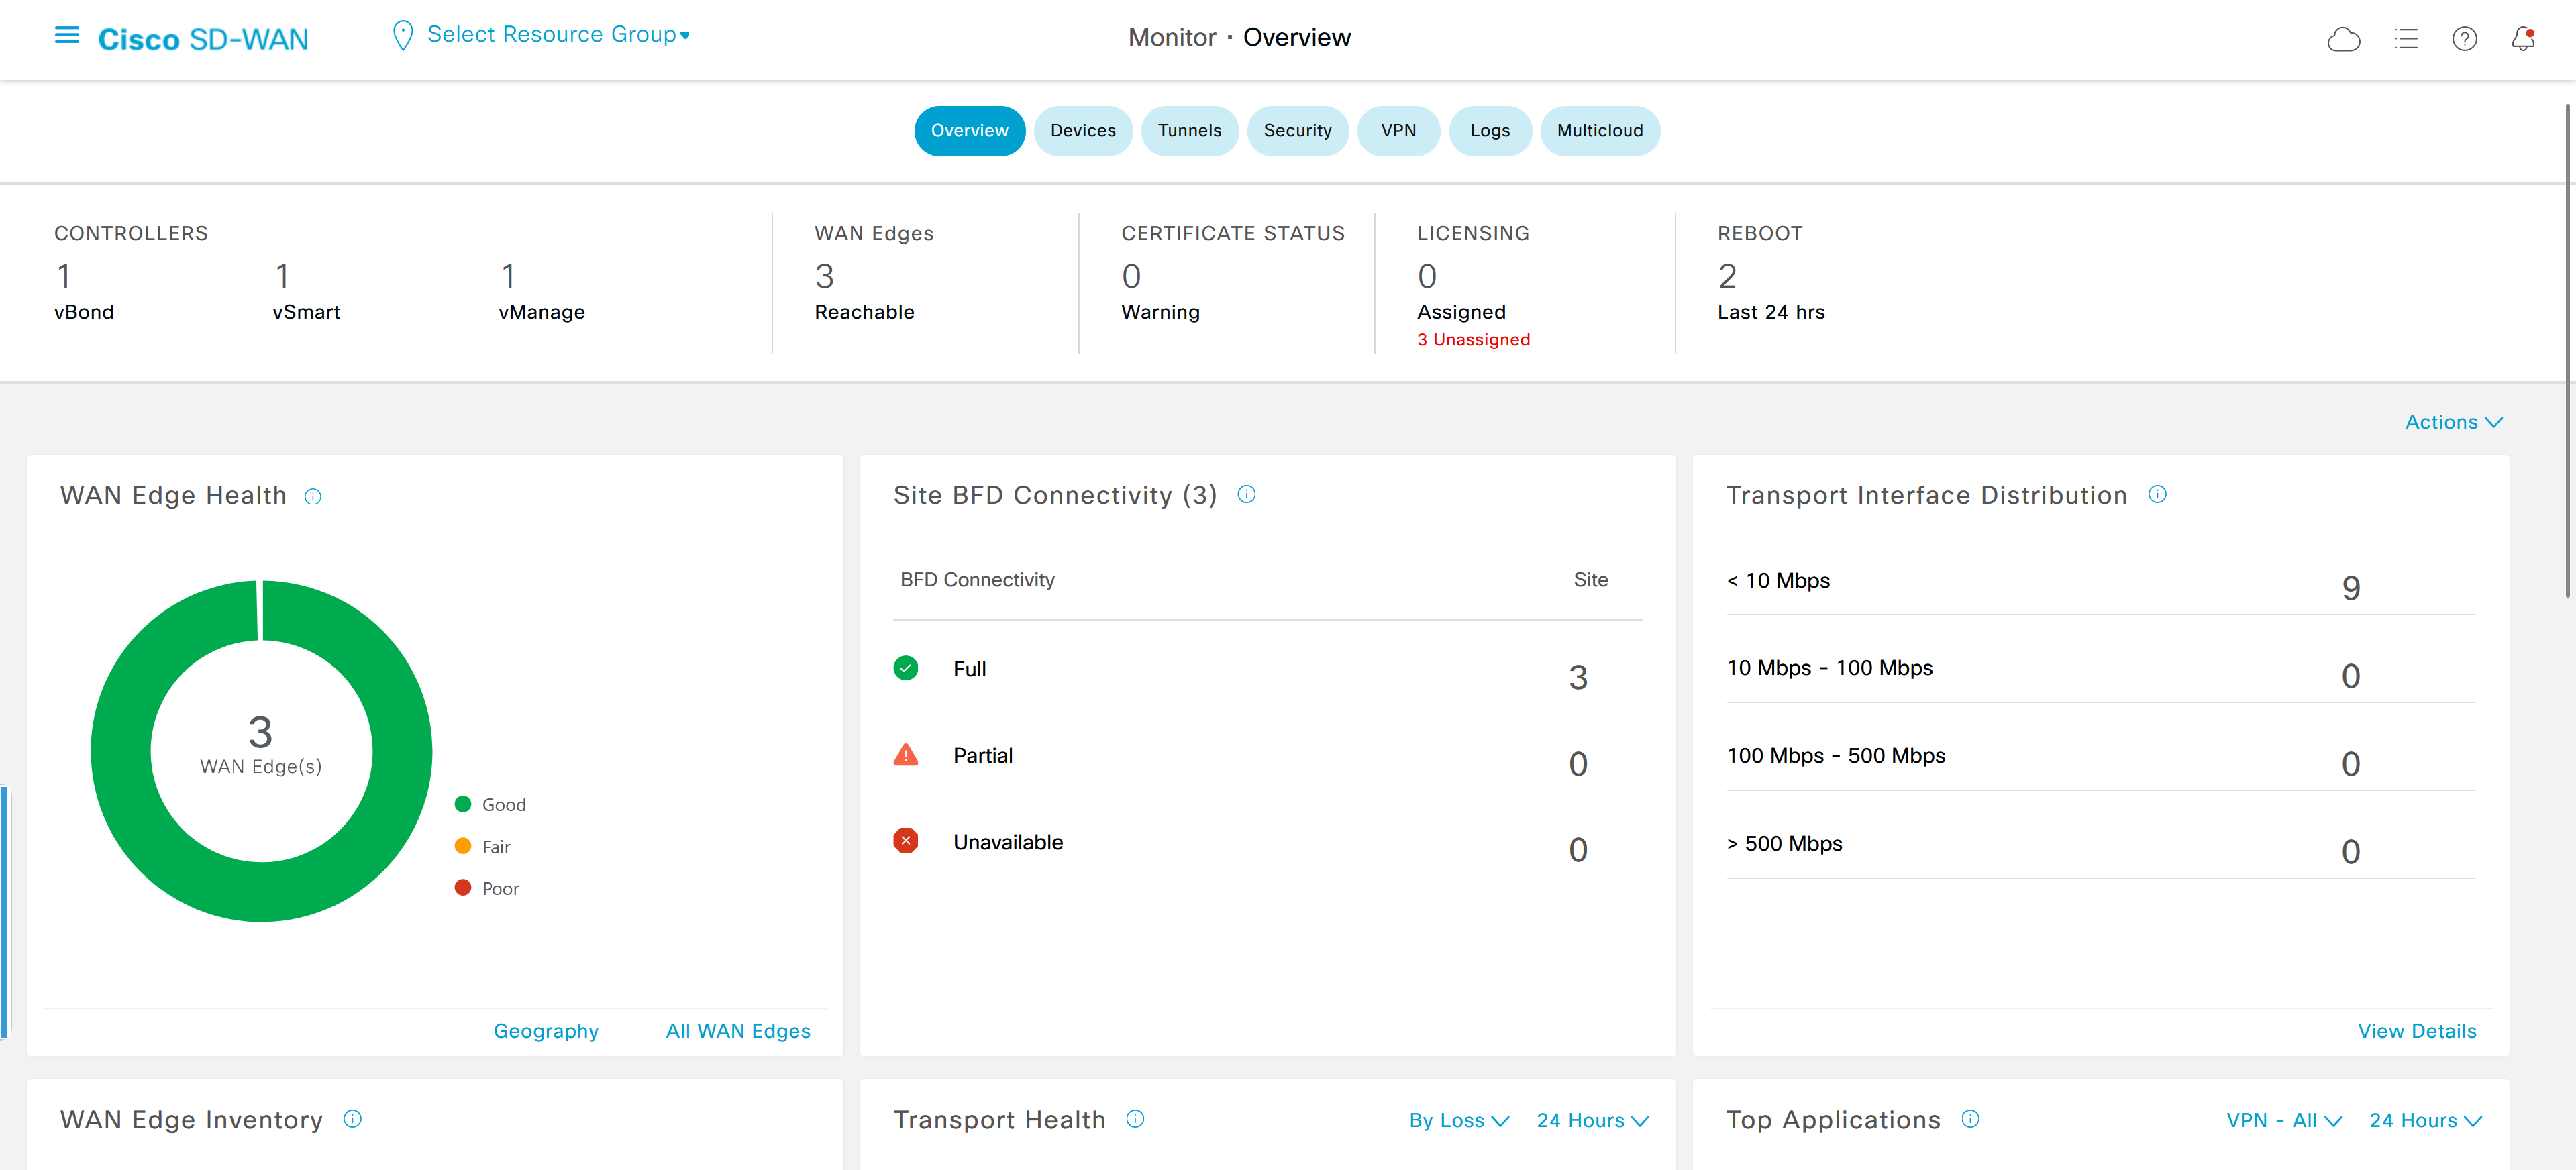 Cisco SD-WAN
Select Resource Group
Monitor · Overview
Overview
Devices
Tunnels
Security
VPN
Logs
Multicloud
CONTROLLERS
1
vBond
1
vSmart
1
vManage
WAN Edges
3
Reachable
CERTIFICATE STATUS
0
Warning
LICENSING
0
Assigned
3 Unassigned
REBOOT
2
Last 24 hrs
Actions
WAN Edge Health
3
WAN Edge(s)
Good
Fair
Poor
Geography
All WAN Edges
Site BFD Connectivity (3)
BFD Connectivity Site
Full 3
Partial 0
Unavailable 0
Transport Interface Distribution
< 10 Mbps 9
10 Mbps - 100 Mbps 0
100 Mbps - 500 Mbps 0
> 500 Mbps 0
View Details
WAN Edge Inventory
Transport Health
By Loss
24 Hours
Top Applications
VPN - All
24 Hours